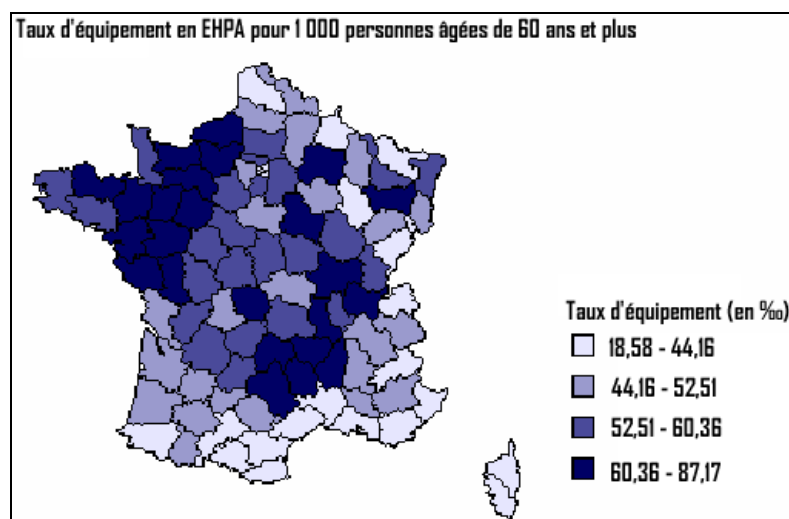 Taux d'équipement en EHPA pour 1 000 personnes âgées de 60 ans et plus
Taux d'équipement (en ‰)
18,58 - 44,16
44,16 - 52,51
52,51 - 60,36
60,36 - 87,17